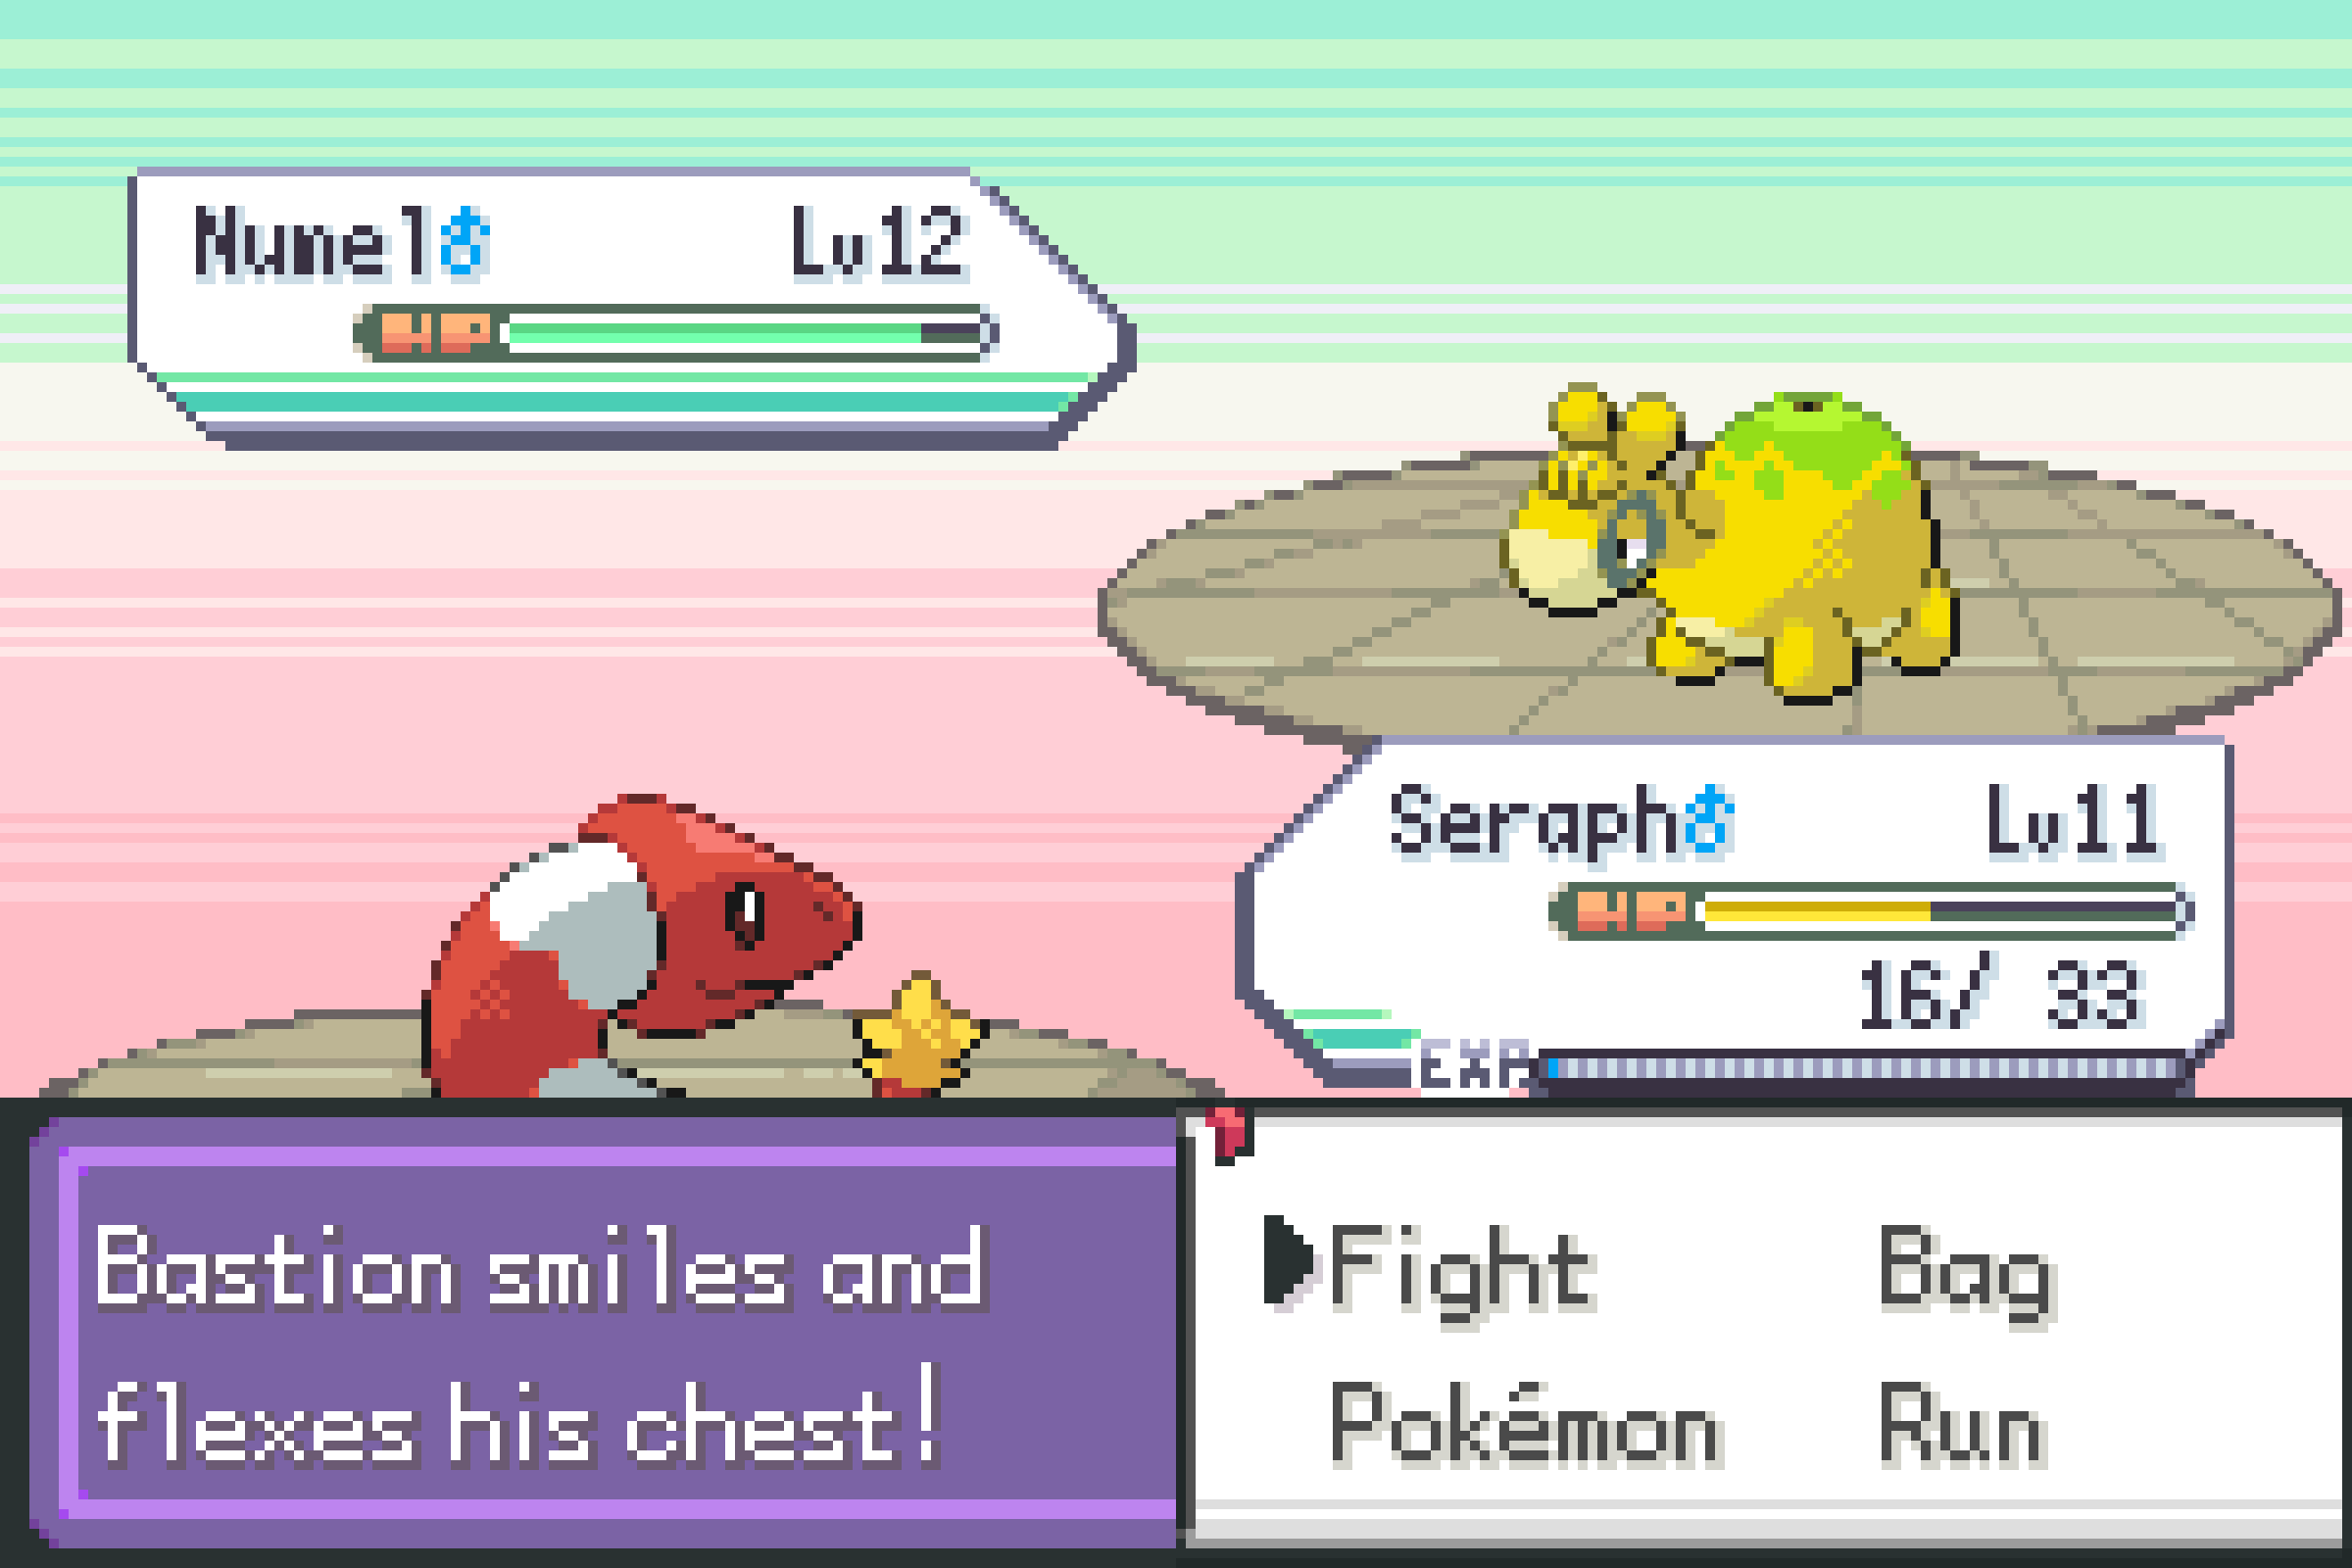 Numel♂ Lv12
HP
Seraph♂ Lv11
HP
16/ 33
EXP
Bastion smiles and
flexes his chest!
Fight Bag
Pokémon Run